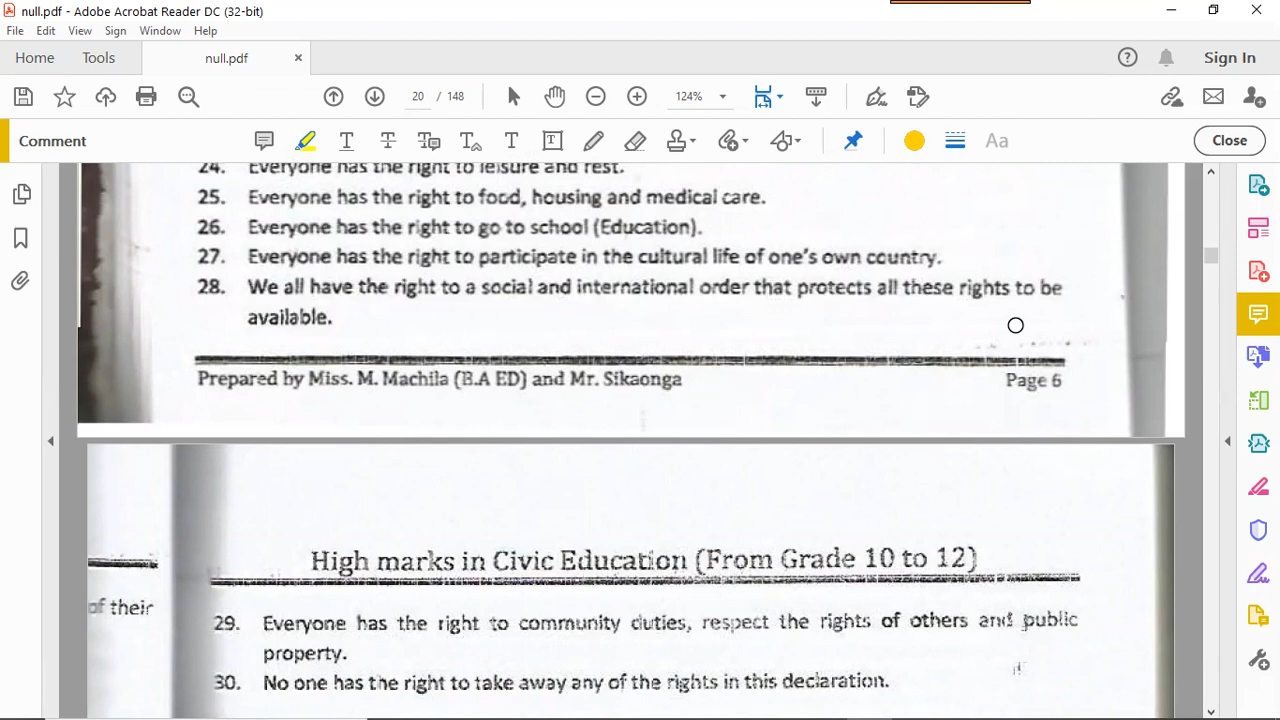 null.pdf - Adobe Acrobat Reader DC (32-bit)
File Edit View Sign Window Help
Home Tools null.pdf × Sign In
20 / 148 124%
Comment Aa Close
24. Everyone has the right to leisure and rest.
25. Everyone has the right to food, housing and medical care.
26. Everyone has the right to go to school (Education).
27. Everyone has the right to participate in the cultural life of one's own country.
28. We all have the right to a social and international order that protects all these rights to be
available.
Prepared by Miss. M. Machila (B.A ED) and Mr. Sikaonga Page 6
High marks in Civic Education (From Grade 10 to 12)
of their
29. Everyone has the right to community duties, respect the rights of others and public
property.
30. No one has the right to take away any of the rights in this declaration.